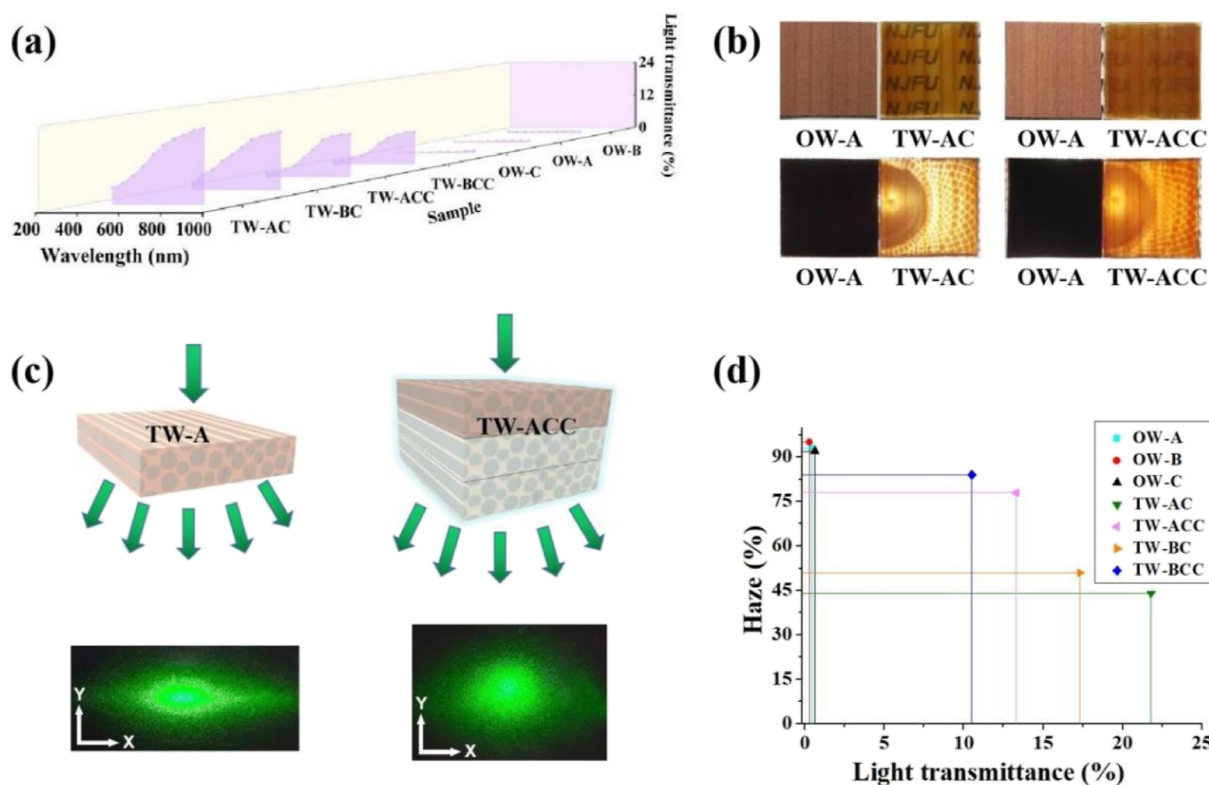 (a)
Light transmittance (%)
24
12
0
OW-B
OW-A
OW-C
TW-BCC
TW-ACC
TW-BC
TW-AC
Sample
200 400 600 800 1000
Wavelength (nm)
(b)
NJFU N
NJFU
NJFU N
NJFU
OW-A TW-AC OW-A TW-ACC
OW-A TW-AC OW-A TW-ACC
(c)
TW-A
TW-ACC
Y
X
Y
X
(d)
Haze (%)
90
75
60
45
30
15
0
0 5 10 15 20 25
Light transmittance (%)
OW-A
OW-B
OW-C
TW-AC
TW-ACC
TW-BC
TW-BCC